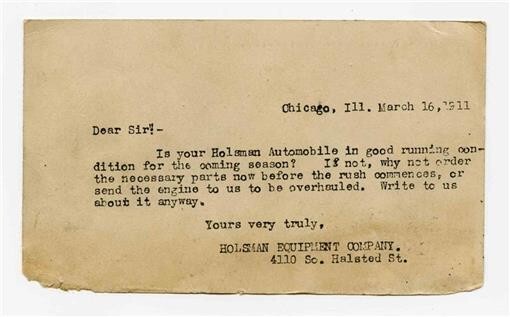 Chicago, Ill. March 16, 1911
Dear Sir:-
Is your Holsman Automobile in good running con-
dition for the coming season? If not, why not order
the necessary parts now before the rush commences, or
send the engine to us to be overhauled. Write to us
about it anyway.
Yours very truly,
HOLSMAN EQUIPMENT COMPANY.
4110 So. Halsted St.